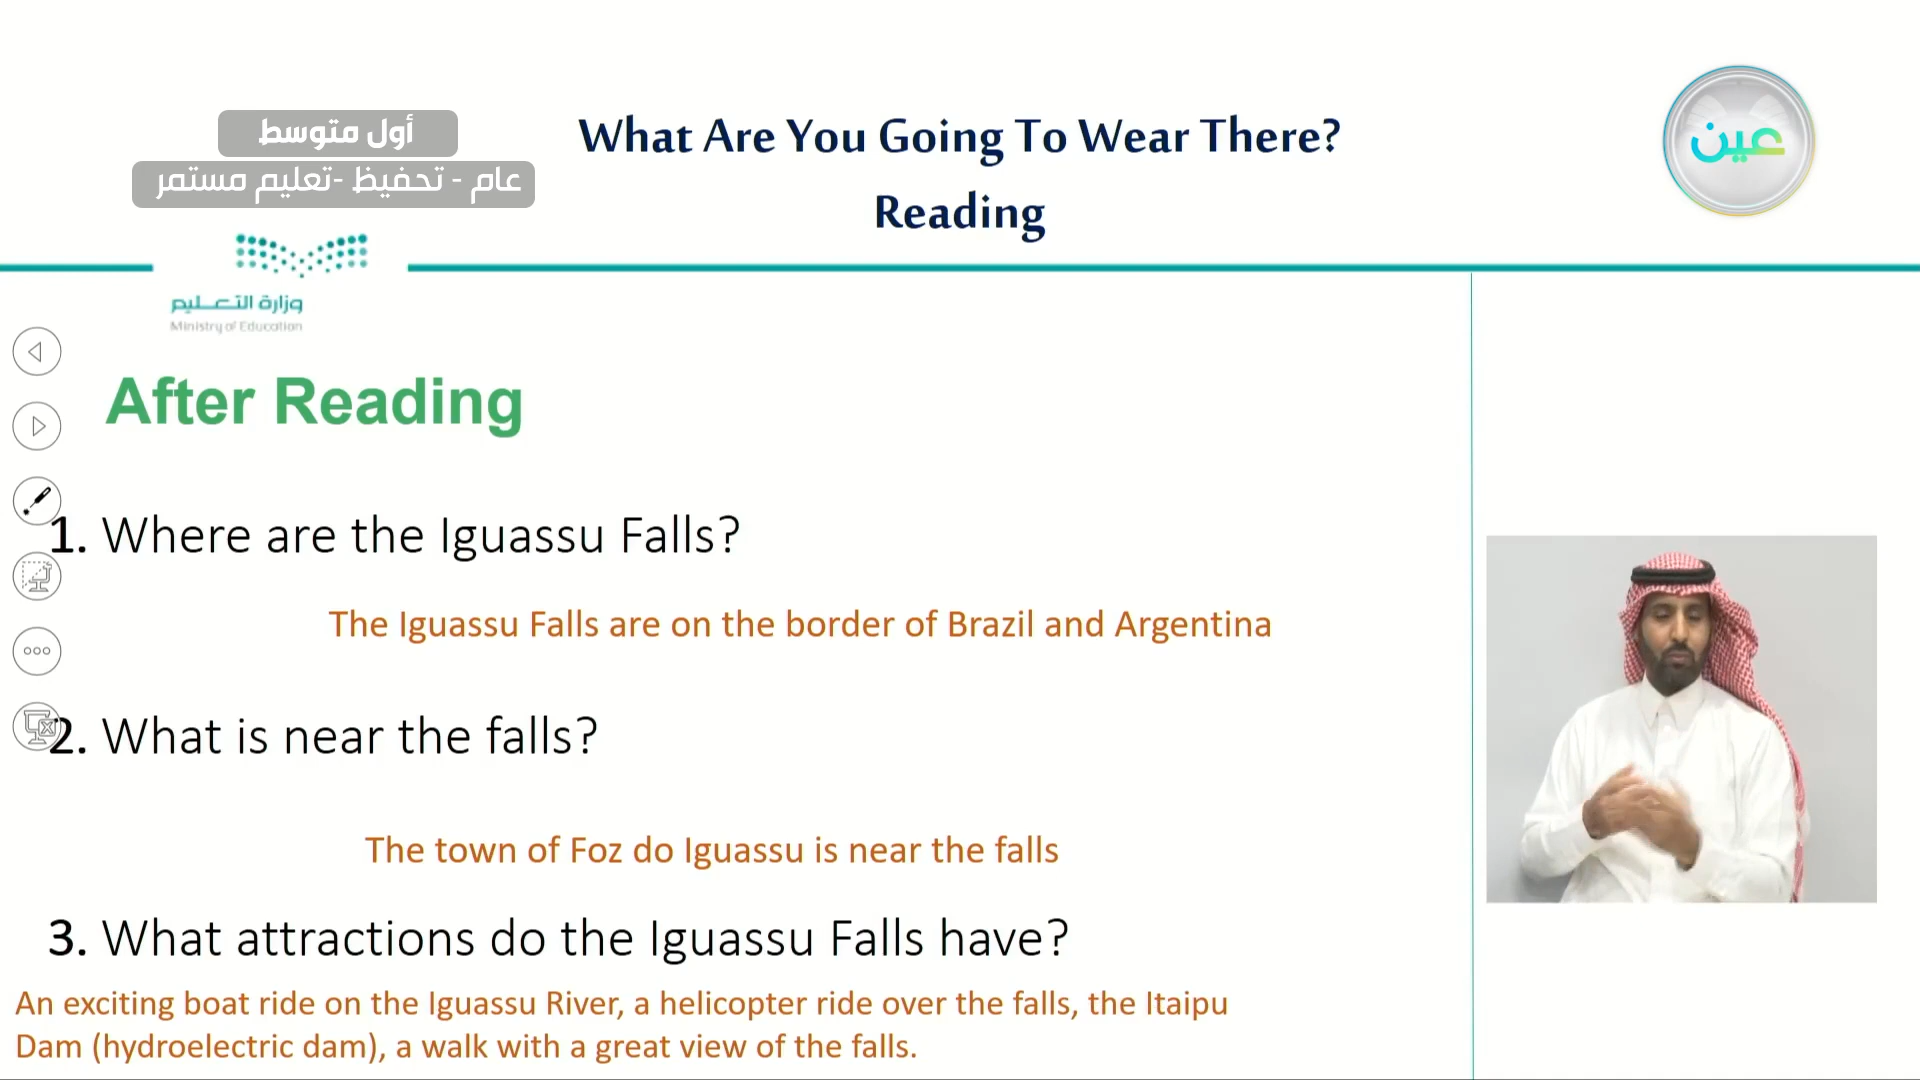 أول متوسط
عام - تحفيظ -تعليم مستمر
What Are You Going To Wear There?
Reading
عين
وزارة التعليم
Ministry of Education
After Reading
1. Where are the Iguassu Falls?
The Iguassu Falls are on the border of Brazil and Argentina
2. What is near the falls?
The town of Foz do Iguassu is near the falls
3. What attractions do the Iguassu Falls have?
An exciting boat ride on the Iguassu River, a helicopter ride over the falls, the Itaipu
Dam (hydroelectric dam), a walk with a great view of the falls.